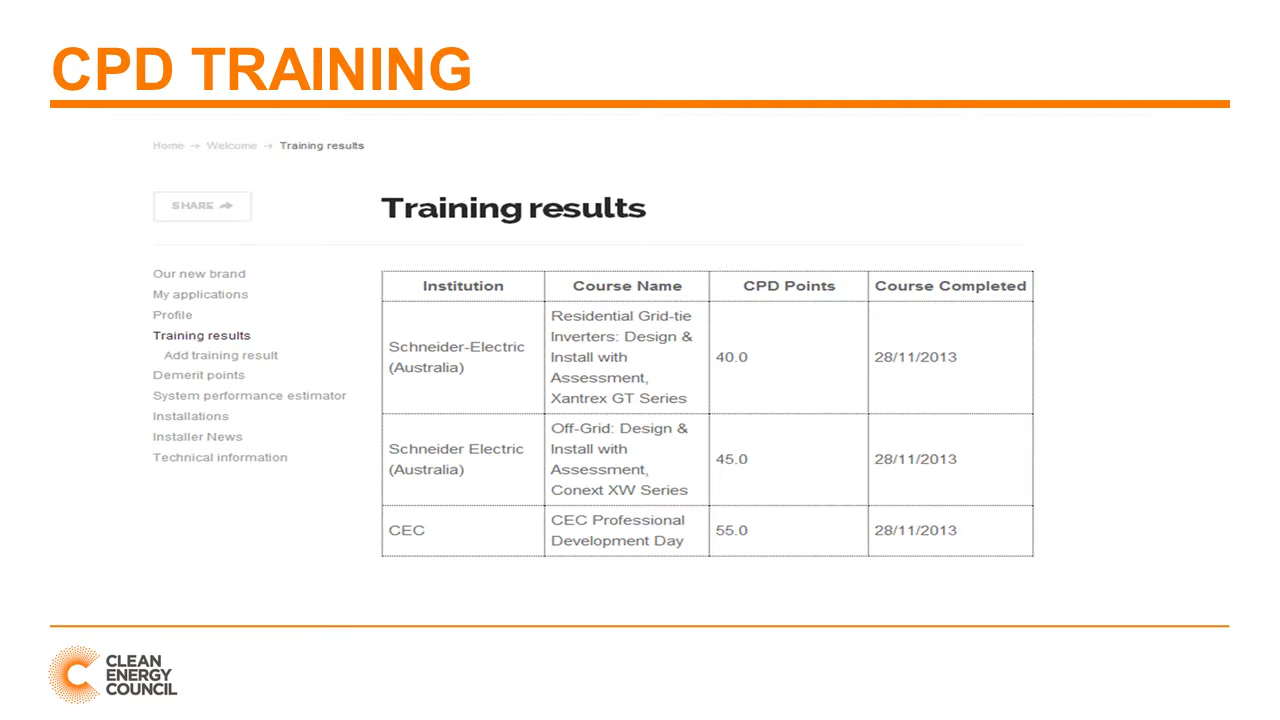 CPD TRAINING
Home → Welcome → Training results
SHARE
Training results
Our new brand
My applications
Profile
Training results
Add training result
Demerit points
System performance estimator
Installations
Installer News
Technical information
Institution Course Name CPD Points Course Completed
Schneider-Electric
(Australia)
Residential Grid-tie
Inverters: Design &
Install with
Assessment,
Xantrex GT Series
40.0
28/11/2013
Schneider Electric
(Australia)
Off-Grid: Design &
Install with
Assessment,
Conext XW Series
45.0
28/11/2013
CEC
CEC Professional
Development Day
55.0
28/11/2013
CLEAN
ENERGY
COUNCIL